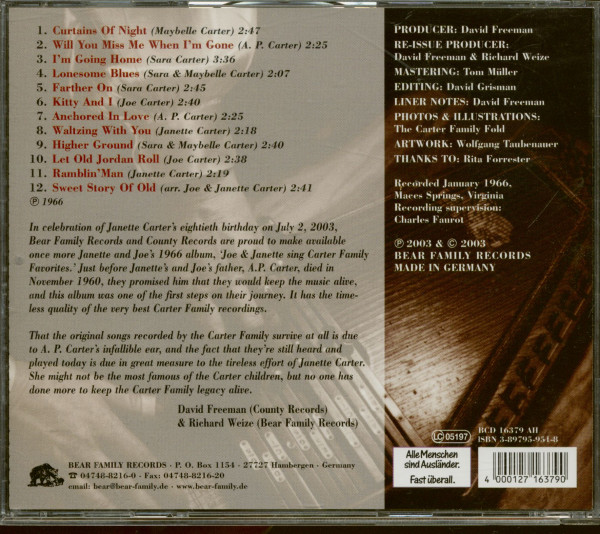 1. Curtains Of Night (Maybelle Carter) 2:47
2. Will You Miss Me When I'm Gone (A. P. Carter) 2:25
3. I'm Going Home (Sara Carter) 3:36
4. Lonesome Blues (Sara & Maybelle Carter) 2:07
5. Farther On (Sara Carter) 2:45
6. Kitty And I (Joe Carter) 2:40
7. Anchored In Love (A. P. Carter) 2:25
8. Waltzing With You (Janette Carter) 2:18
9. Higher Ground (Sara & Maybelle Carter) 2:40
10. Let Old Jordan Roll (Joe Carter) 2:38
11. Ramblin'Man (Janette Carter) 2:19
12. Sweet Story Of Old (arr. Joe & Janette Carter) 2:41
℗ 1966
In celebration of Janette Carter's eightieth birthday on July 2, 2003,
Bear Family Records and County Records are proud to make available
once more Janette and Joe's 1966 album, 'Joe & Janette sing Carter Family
Favorites.' Just before Janette's and Joe's father, A.P. Carter, died in
November 1960, they promised him that they would keep the music alive,
and this album was one of the first steps on their journey. It has the time-
less quality of the very best Carter Family recordings.
That the original songs recorded by the Carter Family survive at all is due
to A. P. Carter's infallible ear, and the fact that they're still heard and
played today is due in great measure to the tireless effort of Janette Carter.
She might not be the most famous of the Carter children, but no one has
done more to keep the Carter Family legacy alive.
David Freeman (County Records)
& Richard Weize (Bear Family Records)
BEAR FAMILY RECORDS · P. O. Box 1154 · 27727 Hambergen · Germany
✆ 04748-8216-0 · Fax: 04748-8216-20
email: bear@bear-family.de · www.bear-family.de
PRODUCER: David Freeman
RE-ISSUE PRODUCER:
David Freeman & Richard Weize
MASTERING: Tom Müller
EDITING: David Grisman
LINER NOTES: David Freeman
PHOTOS & ILLUSTRATIONS:
The Carter Family Fold
ARTWORK: Wolfgang Taubenauer
THANKS TO: Rita Forrester
Recorded January 1966,
Maces Springs, Virginia
Recording supervision:
Charles Faurot
℗ 2003 & © 2003
BEAR FAMILY RECORDS
MADE IN GERMANY
LC 05197
BCD 16379 AH
ISBN 3-89795-951-8
Alle Menschen
sind Ausländer.
Fast überall.
4 000127 163790